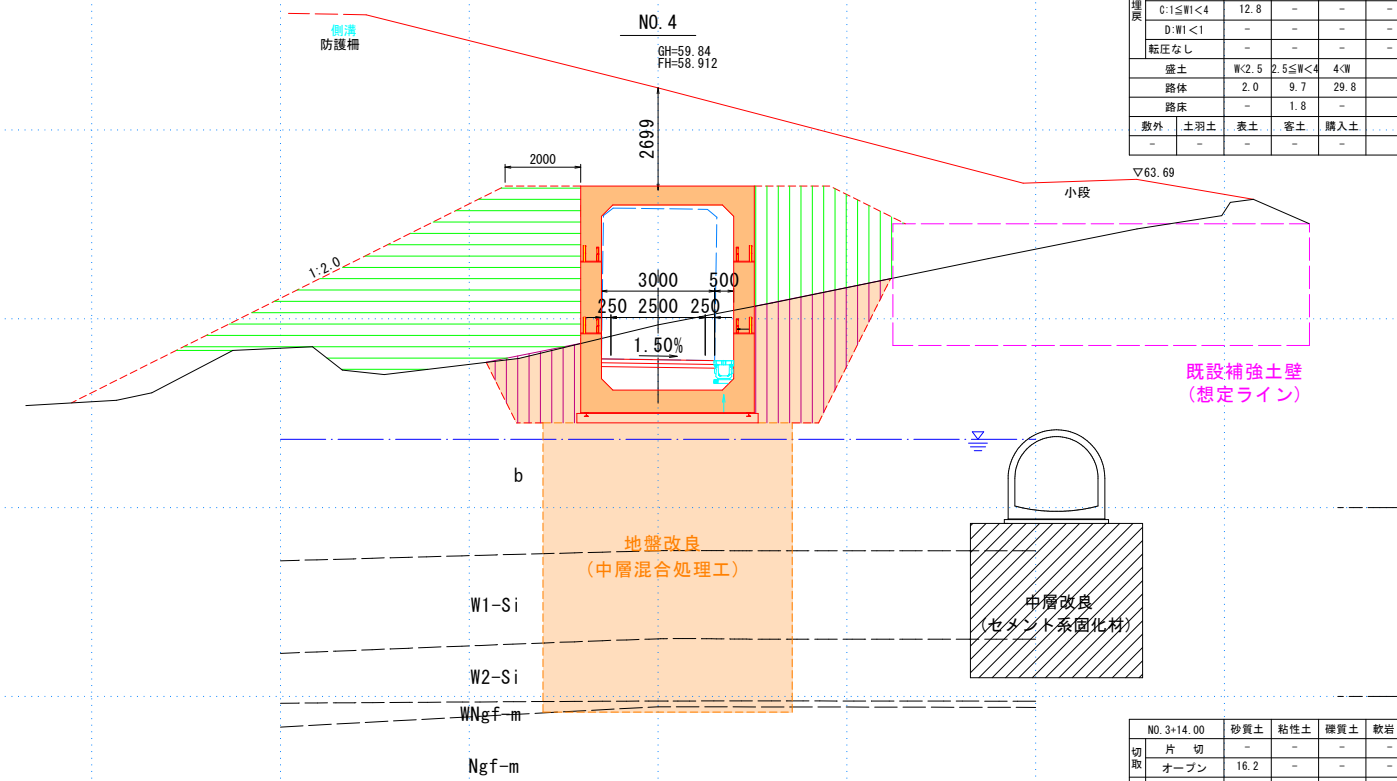 埋戻 C:1≦W1<4 12.8 - - -
D:W1<1 - - - -
転圧なし - - - -
盛土 W<2.5 2.5≦W<4 4<W
路体 2.0 9.7 29.8
路床 - 1.8 -
敷外 土羽土 表土 客土 購入土
- - - - -
NO.4
GH=59.84
FH=58.912
側溝
防護柵
2699
2000
▽63.69
小段
1:2.0
3000 500
250 2500 250
1.50%
既設補強土壁
(想定ライン)
b
地盤改良
(中層混合処理工)
W1-Si
中層改良
(セメント系固化材)
W2-Si
WNgf-m
Ngf-m
NO.3+14.00 砂質土 粘性土 礫質土 軟岩
切取 片 切 - - - -
オープン 16.2 - - -